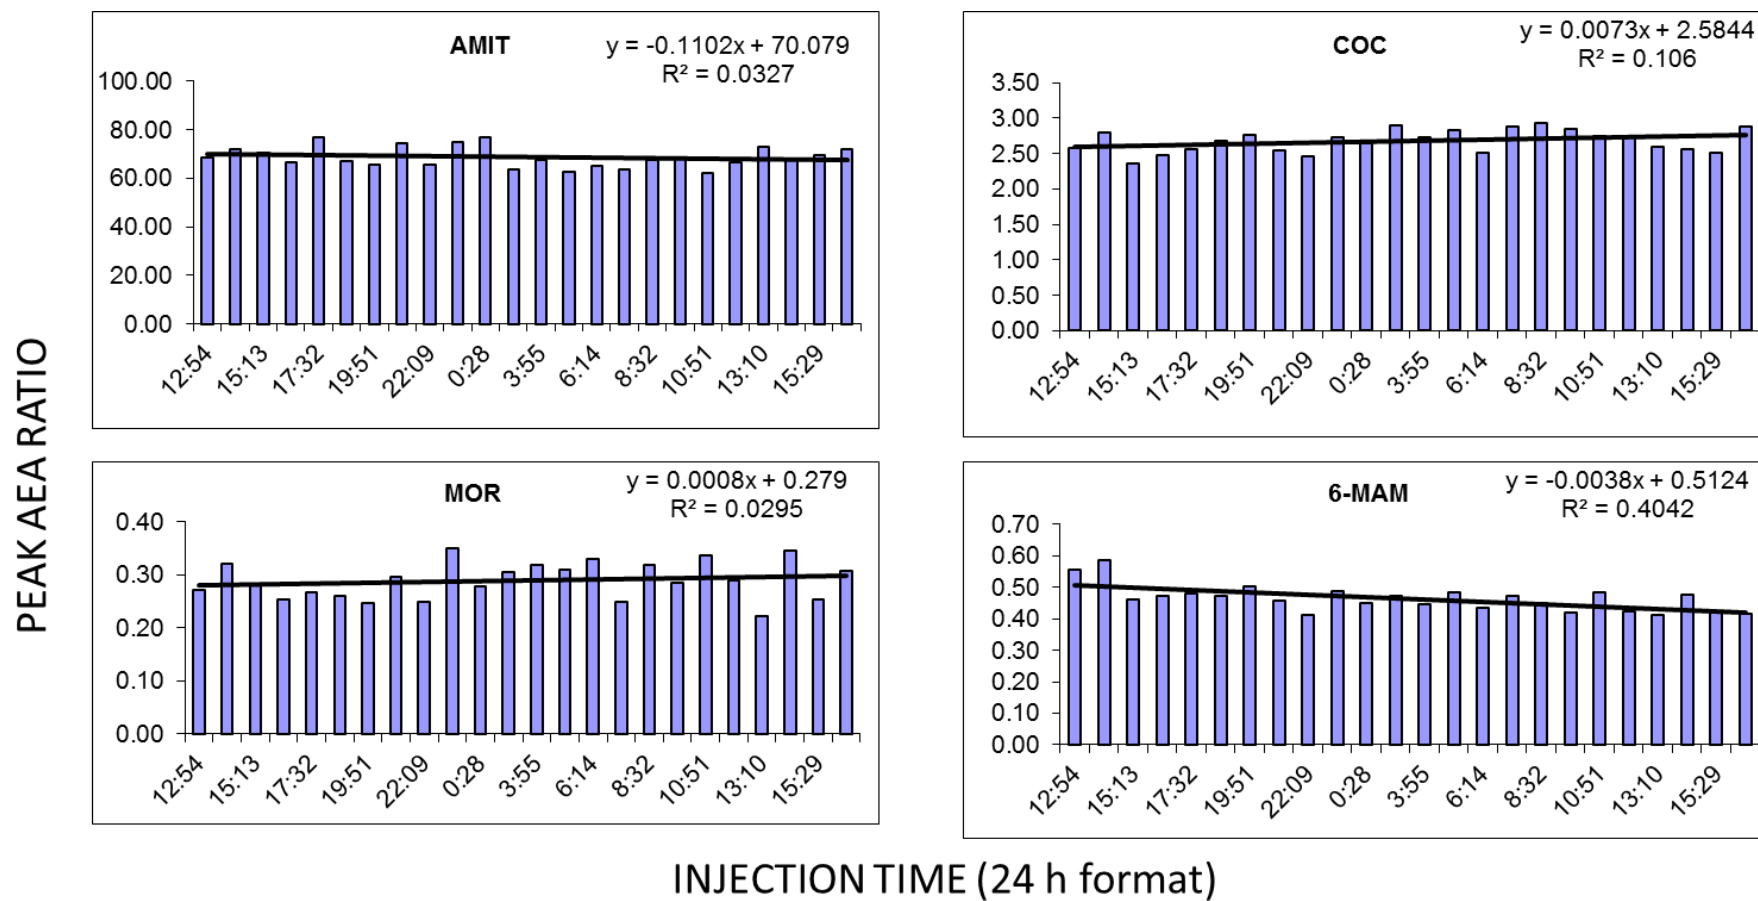 PEAK AEA RATIO
AMIT
y = -0.1102x + 70.079
R² = 0.0327
100.00
80.00
60.00
40.00
20.00
0.00
12:54 15:13 17:32 19:51 22:09 0:28 3:55 6:14 8:32 10:51 13:10 15:29
COC
y = 0.0073x + 2.5844
R² = 0.106
3.50
3.00
2.50
2.00
1.50
1.00
0.50
0.00
12:54 15:13 17:32 19:51 22:09 0:28 3:55 6:14 8:32 10:51 13:10 15:29
MOR
y = 0.0008x + 0.279
R² = 0.0295
0.40
0.30
0.20
0.10
0.00
12:54 15:13 17:32 19:51 22:09 0:28 3:55 6:14 8:32 10:51 13:10 15:29
6-MAM
y = -0.0038x + 0.5124
R² = 0.4042
0.70
0.60
0.50
0.40
0.30
0.20
0.10
0.00
12:54 15:13 17:32 19:51 22:09 0:28 3:55 6:14 8:32 10:51 13:10 15:29
INJECTION TIME (24 h format)